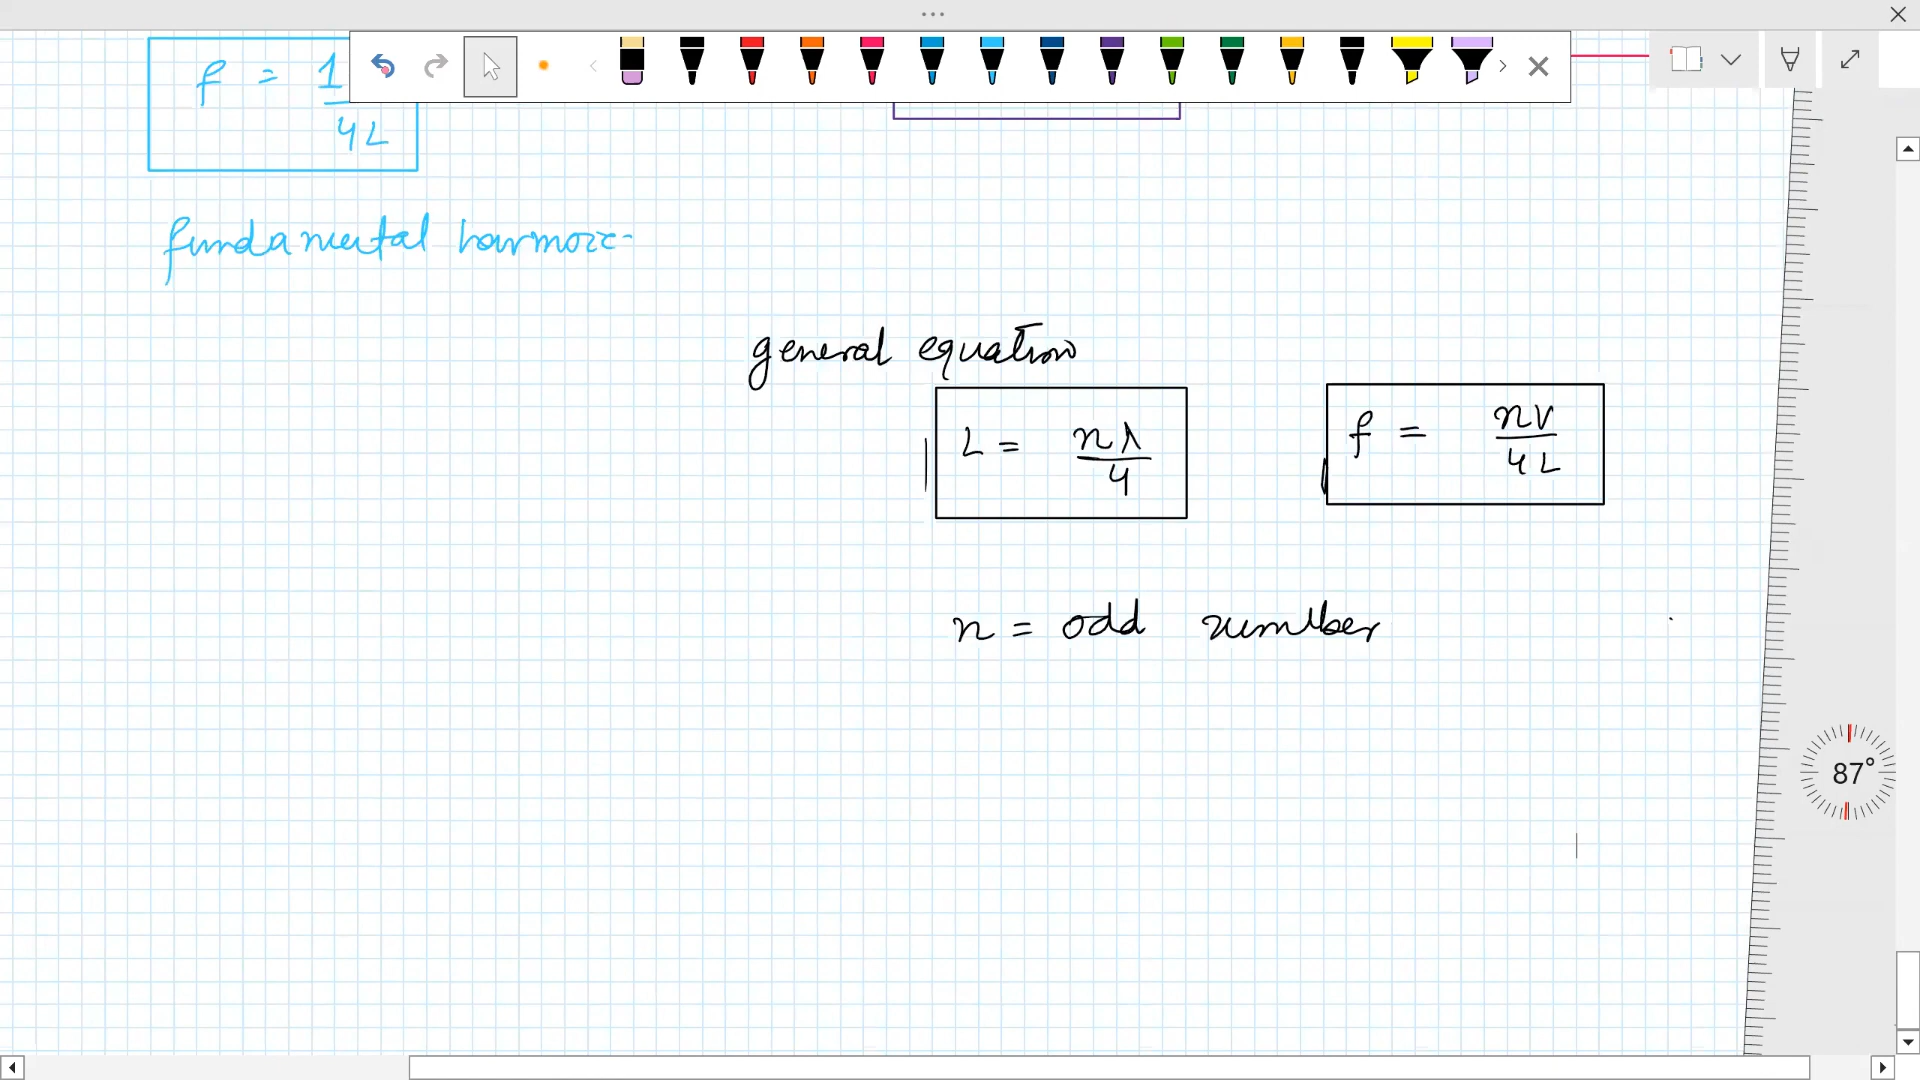 f = 1
4L
fundamental harmonic
general equation
L = nλ
4
f = nV
4L
n = odd number
87°